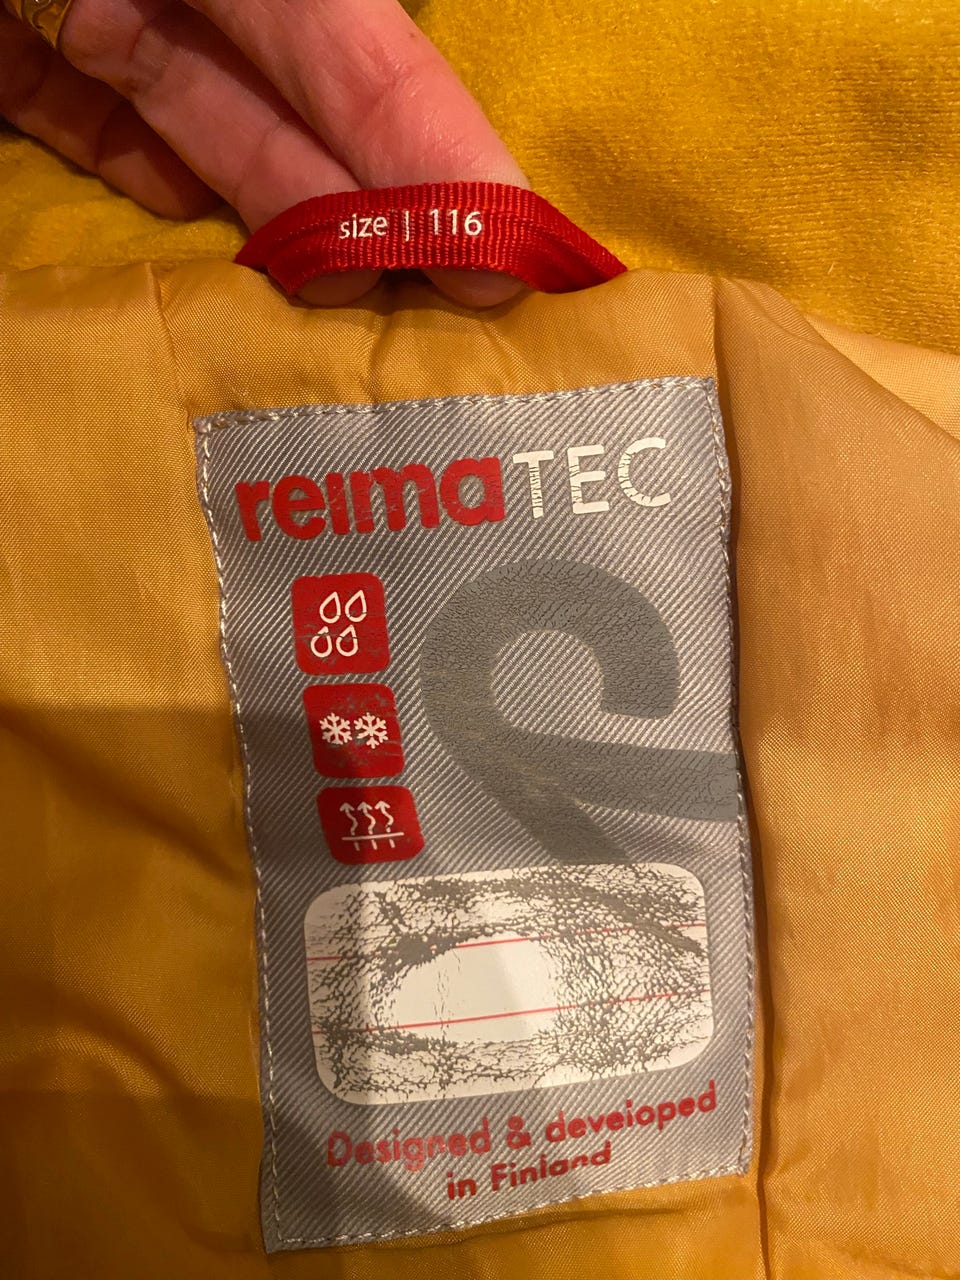 size | 116
reimaTEC
Designed & developed
in Finland